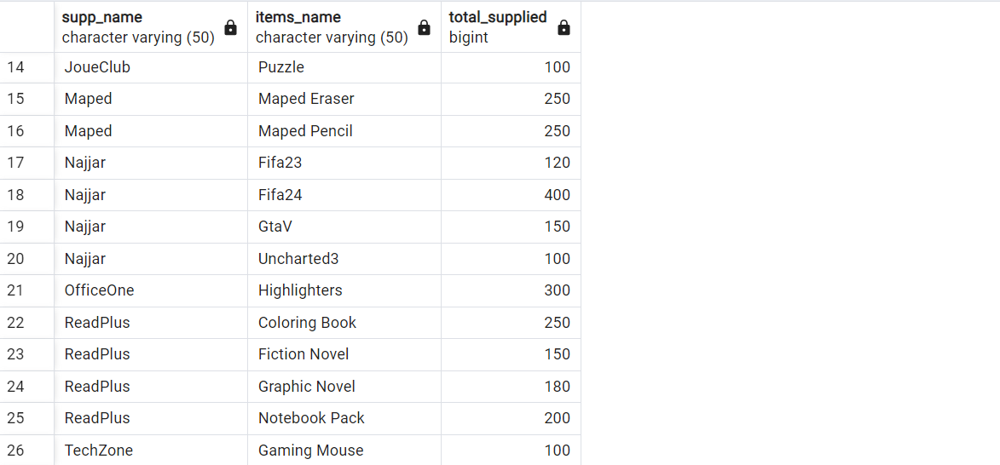 supp_name items_name total_supplied
character varying (50) character varying (50) bigint
14 JoueClub Puzzle 100
15 Maped Maped Eraser 250
16 Maped Maped Pencil 250
17 Najjar Fifa23 120
18 Najjar Fifa24 400
19 Najjar GtaV 150
20 Najjar Uncharted3 100
21 OfficeOne Highlighters 300
22 ReadPlus Coloring Book 250
23 ReadPlus Fiction Novel 150
24 ReadPlus Graphic Novel 180
25 ReadPlus Notebook Pack 200
26 TechZone Gaming Mouse 100